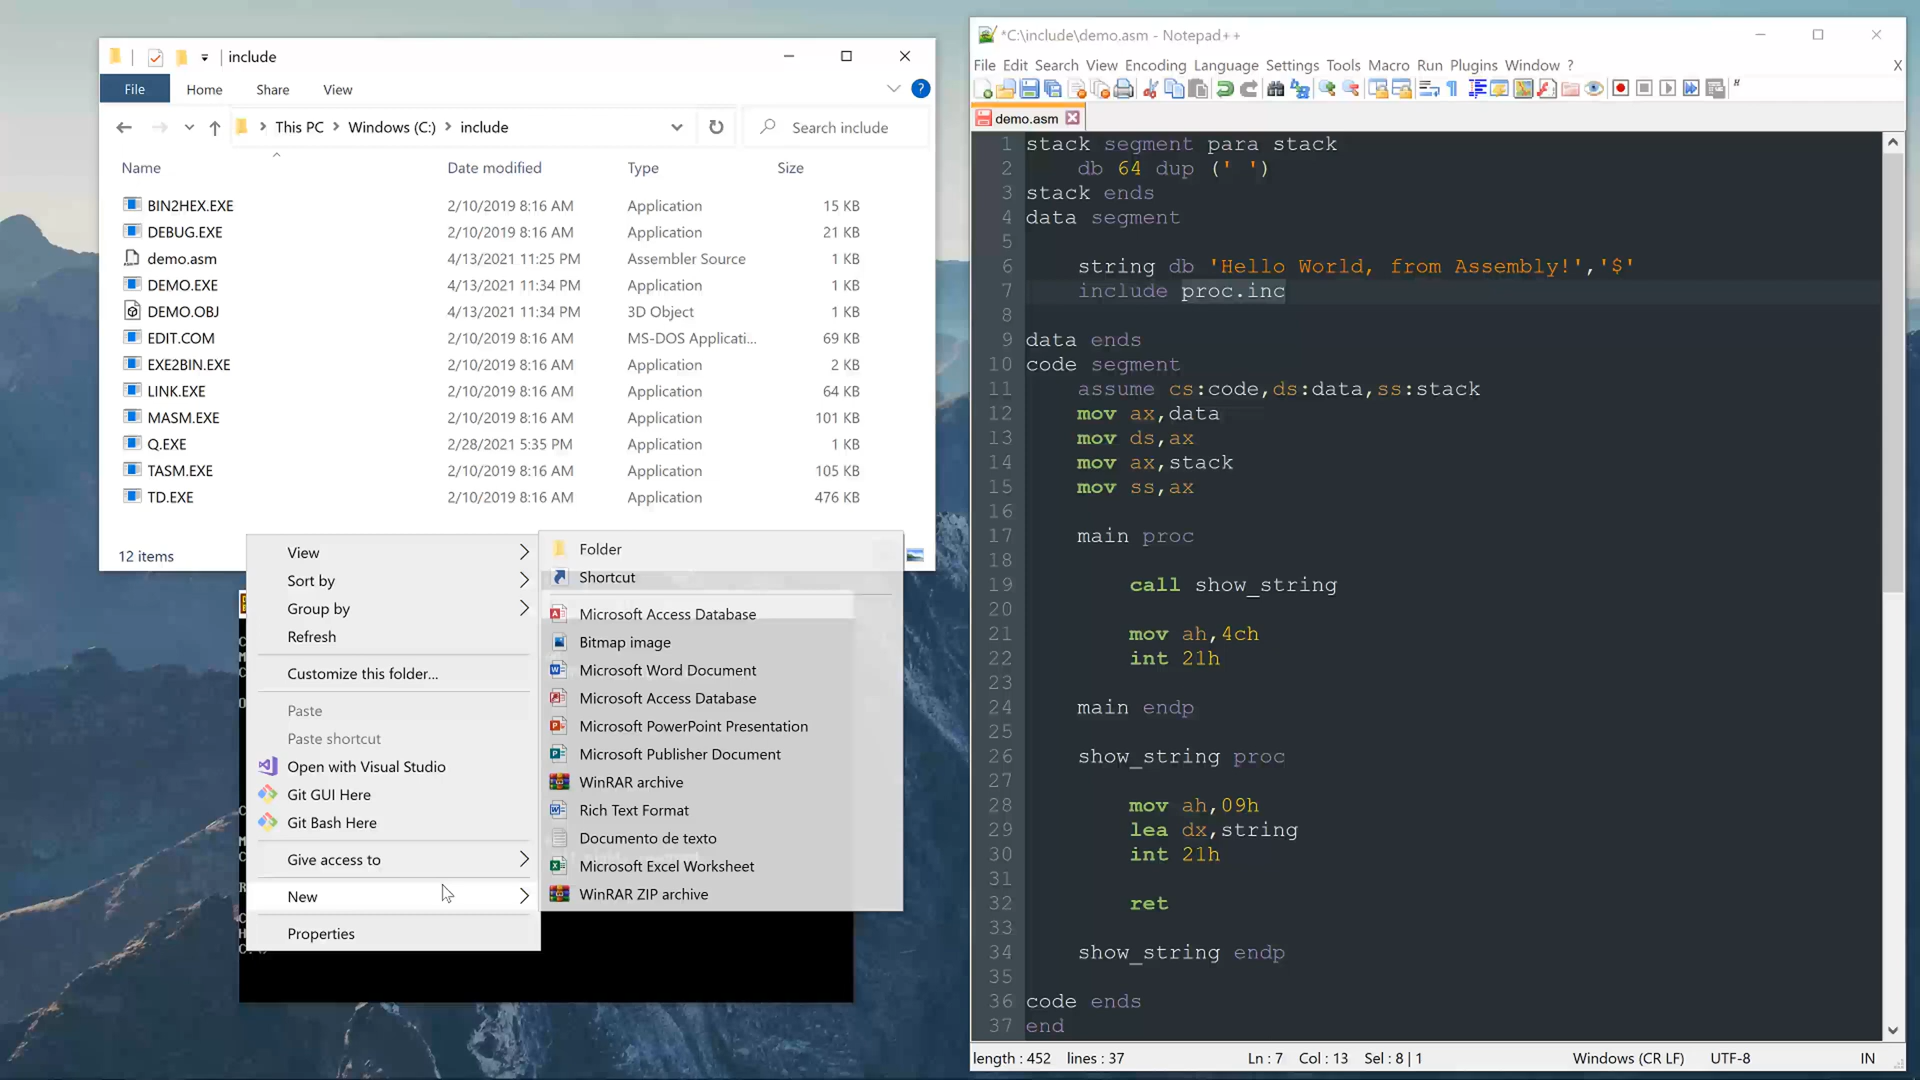 include
File Home Share View
This PC Windows (C:) include
Search include
Name Date modified Type Size
BIN2HEX.EXE 2/10/2019 8:16 AM Application 15 KB
DEBUG.EXE 2/10/2019 8:16 AM Application 21 KB
demo.asm 4/13/2021 11:25 PM Assembler Source 1 KB
DEMO.EXE 4/13/2021 11:34 PM Application 1 KB
DEMO.OBJ 4/13/2021 11:34 PM 3D Object 1 KB
EDIT.COM 2/10/2019 8:16 AM MS-DOS Applicati... 69 KB
EXE2BIN.EXE 2/10/2019 8:16 AM Application 2 KB
LINK.EXE 2/10/2019 8:16 AM Application 64 KB
MASM.EXE 2/10/2019 8:16 AM Application 101 KB
Q.EXE 2/28/2021 5:35 PM Application 1 KB
TASM.EXE 2/10/2019 8:16 AM Application 105 KB
TD.EXE 2/10/2019 8:16 AM Application 476 KB
12 items
View
Sort by
Group by
Refresh
Customize this folder...
Paste
Paste shortcut
Open with Visual Studio
Git GUI Here
Git Bash Here
Give access to
New
Properties
Folder
Shortcut
Microsoft Access Database
Bitmap image
Microsoft Word Document
Microsoft Access Database
Microsoft PowerPoint Presentation
Microsoft Publisher Document
WinRAR archive
Rich Text Format
Documento de texto
Microsoft Excel Worksheet
WinRAR ZIP archive
*C:\include\demo.asm - Notepad++
File Edit Search View Encoding Language Settings Tools Macro Run Plugins Window ? X
demo.asm
1 stack segment para stack
2 db 64 dup (' ')
3 stack ends
4 data segment
5
6 string db 'Hello World, from Assembly!','$'
7 include proc.inc
8
9 data ends
10 code segment
11 assume cs:code,ds:data,ss:stack
12 mov ax,data
13 mov ds,ax
14 mov ax,stack
15 mov ss,ax
16
17 main proc
18
19 call show_string
20
21 mov ah,4ch
22 int 21h
23
24 main endp
25
26 show_string proc
27
28 mov ah,09h
29 lea dx,string
30 int 21h
31
32 ret
33
34 show_string endp
35
36 code ends
37 end
length : 452 lines : 37 Ln : 7 Col : 13 Sel : 8 | 1 Windows (CR LF) UTF-8 IN